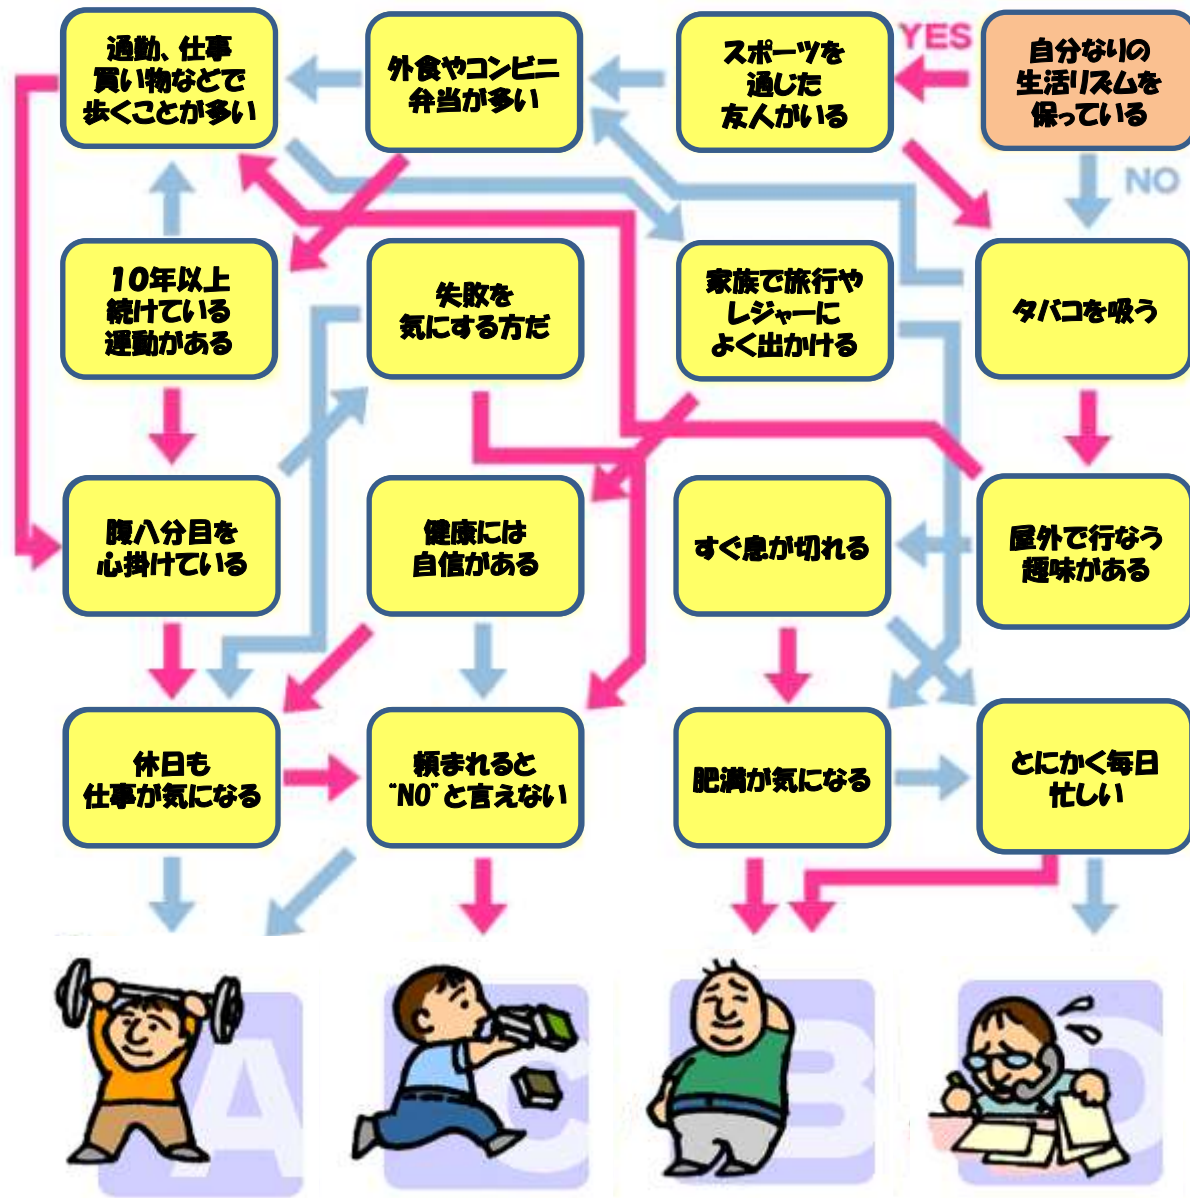 通勤、仕事
買い物などで
歩くことが多い
外食やコンビニ
弁当が多い
スポーツを
通じた
友人がいる
YES
自分なりの
生活リズムを
保っている
NO
10年以上
続けている
運動がある
失敗を
気にする方だ
家族で旅行や
レジャーに
よく出かける
タバコを吸う
腹八分目を
心掛けている
健康には
自信がある
すぐ息が切れる
屋外で行なう
趣味がある
休日も
仕事が気になる
頼まれると
“NO”と言えない
肥満が気になる
とにかく毎日
忙しい
A
C
B
D